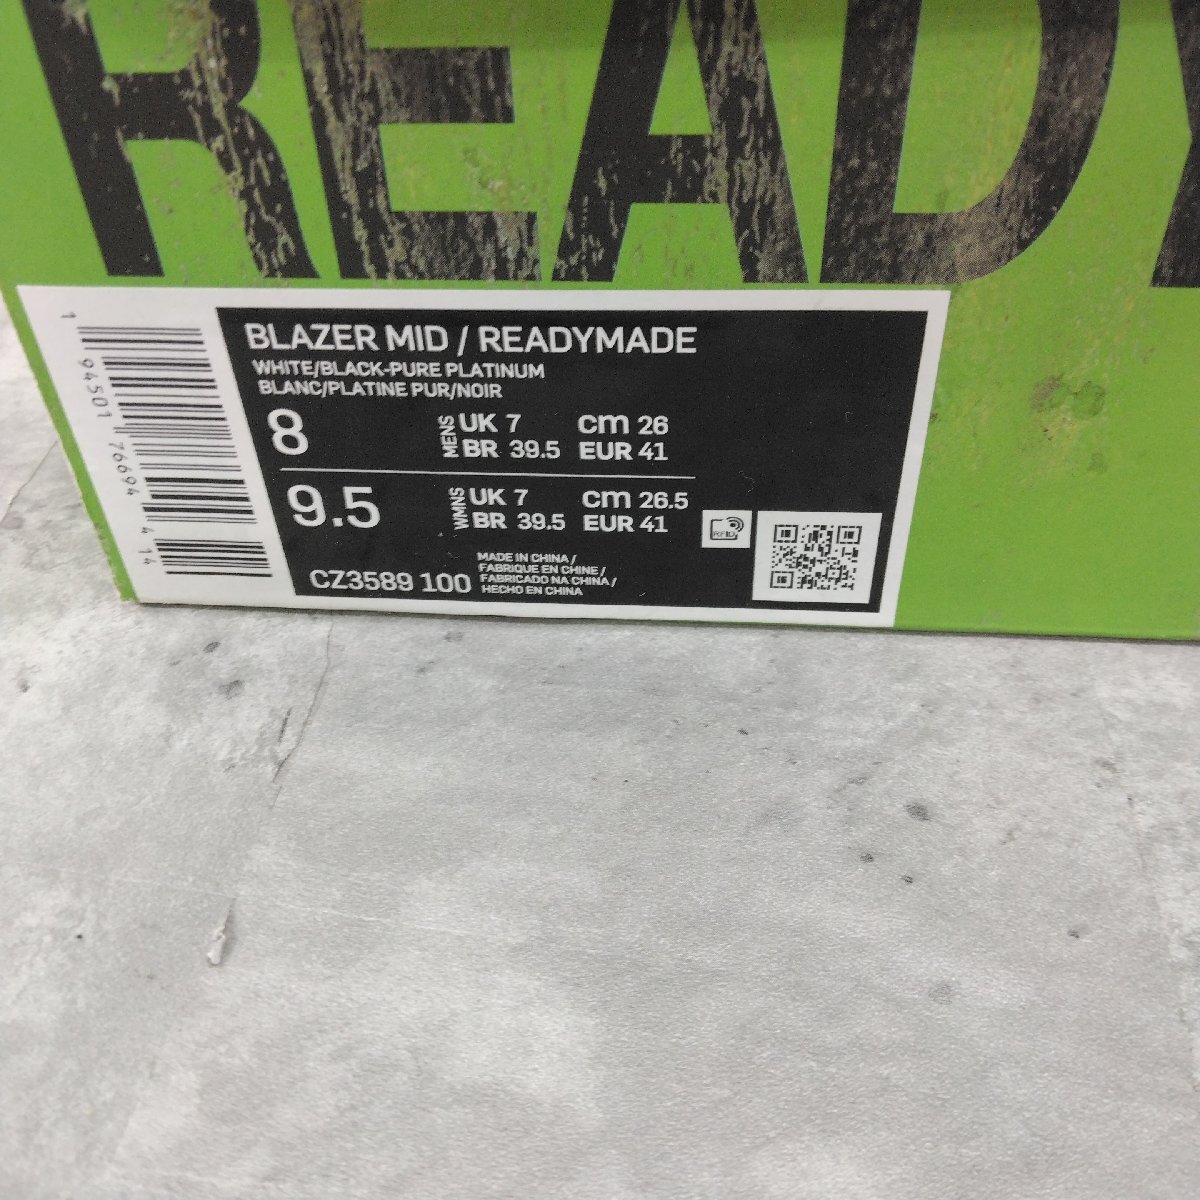 READY
1 94501 76694 4 14
BLAZER MID / READYMADE
WHITE/BLACK-PURE PLATINUM
BLANC/PLATINE PUR/NOIR
8 MENS UK 7 cm 26
BR 39.5 EUR 41
9.5 WMNS UK 7 cm 26.5
BR 39.5 EUR 41
RFID
CZ3589 100
MADE IN CHINA /
FABRIQUE EN CHINE /
FABRICADO NA CHINA /
HECHO EN CHINA